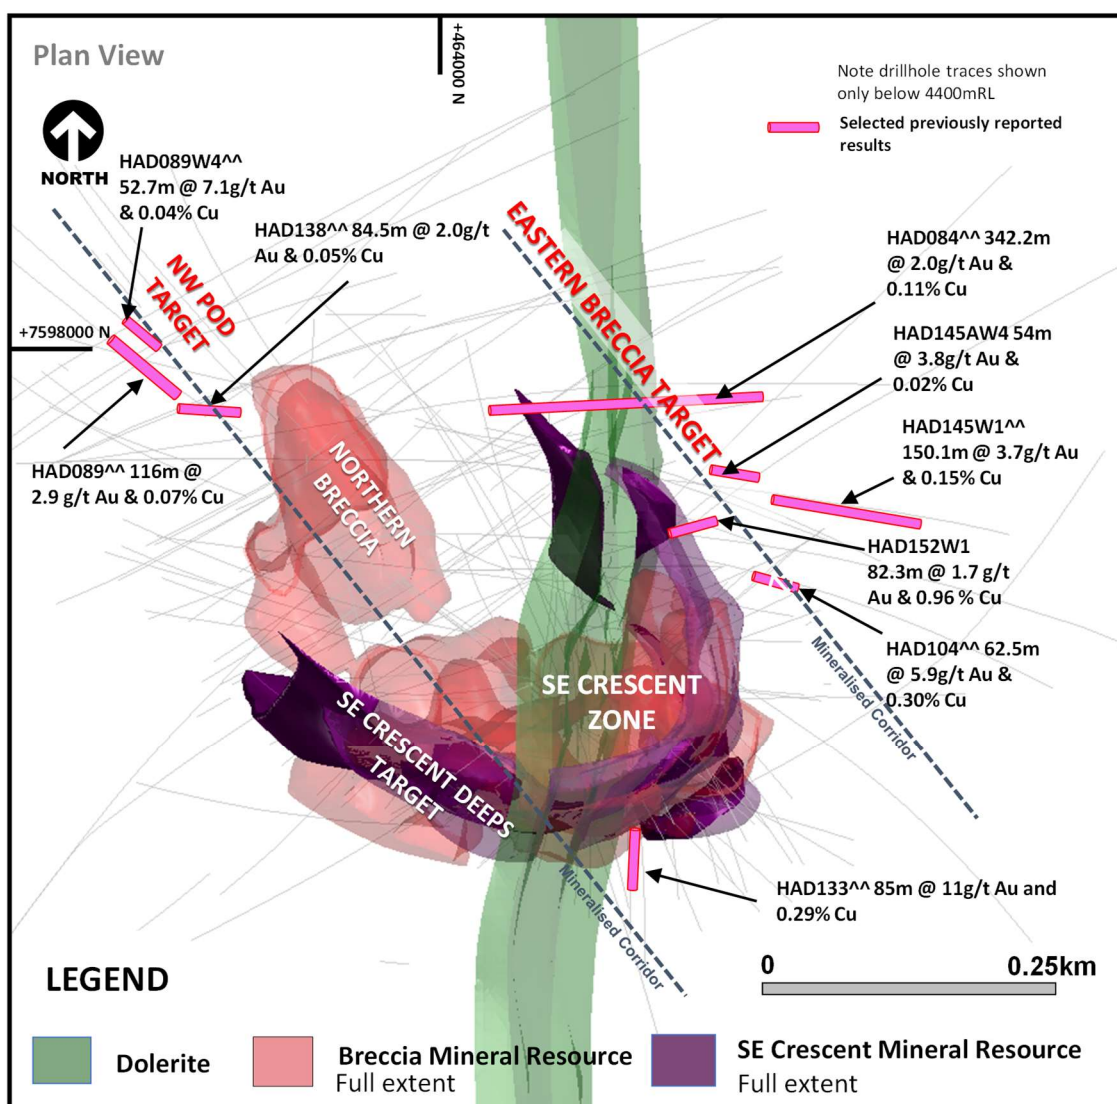 Plan View
+464000 N
Note drillhole traces shown
only below 4400mRL
Selected previously reported
results
NORTH
HAD089W4^^
52.7m @ 7.1g/t Au
& 0.04% Cu
HAD138^^ 84.5m @ 2.0g/t
Au & 0.05% Cu
NW POD
TARGET
EASTERN BRECCIA TARGET
HAD084^^ 342.2m
@ 2.0g/t Au &
0.11% Cu
+7598000 N
HAD145AW4 54m
@ 3.8g/t Au &
0.02% Cu
HAD145W1^^
150.1m @ 3.7g/t Au
& 0.15% Cu
HAD089^^ 116m @
2.9 g/t Au & 0.07% Cu
NORTHERN
BRECCIA
HAD152W1
82.3m @ 1.7 g/t
Au & 0.96 % Cu
HAD104^^ 62.5m
@ 5.9g/t Au &
0.30% Cu
Mineralised Corridor
SE CRESCENT
ZONE
SE CRESCENT DEEPS
TARGET
Mineralised Corridor
HAD133^^ 85m @ 11g/t Au and
0.29% Cu
0 0.25km
LEGEND
Dolerite
Breccia Mineral Resource
Full extent
SE Crescent Mineral Resource
Full extent